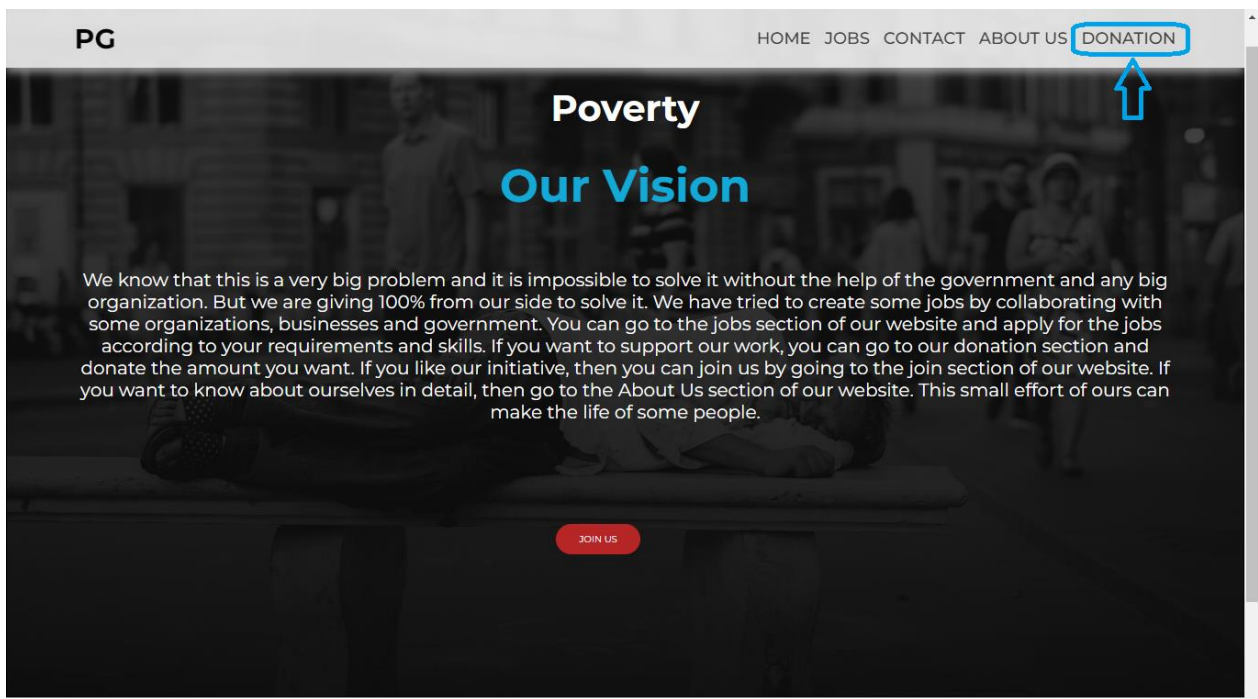 PG
HOME JOBS CONTACT ABOUT US DONATION
Poverty
Our Vision
We know that this is a very big problem and it is impossible to solve it without the help of the government and any big
organization. But we are giving 100% from our side to solve it. We have tried to create some jobs by collaborating with
some organizations, businesses and government. You can go to the jobs section of our website and apply for the jobs
according to your requirements and skills. If you want to support our work, you can go to our donation section and
donate the amount you want. If you like our initiative, then you can join us by going to the join section of our website. If
you want to know about ourselves in detail, then go to the About Us section of our website. This small effort of ours can
make the life of some people.
JOIN US